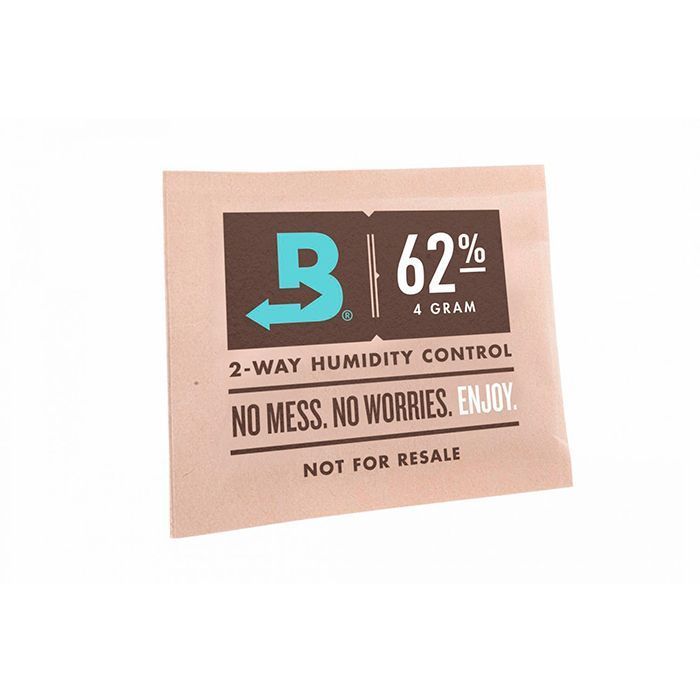 B®
62%
4 GRAM
2-WAY HUMIDITY CONTROL
NO MESS. NO WORRIES. ENJOY.
NOT FOR RESALE